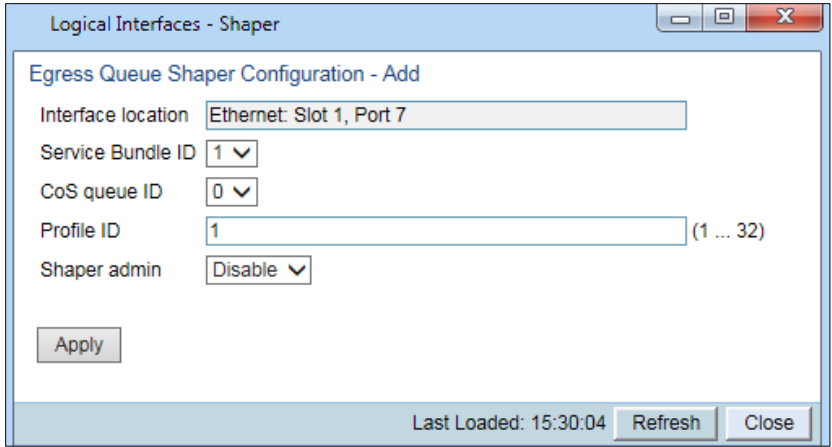 Logical Interfaces - Shaper
Egress Queue Shaper Configuration - Add
Interface location Ethernet: Slot 1, Port 7
Service Bundle ID 1
CoS queue ID 0
Profile ID 1 (1 ... 32)
Shaper admin Disable
Apply
Last Loaded: 15:30:04 Refresh Close